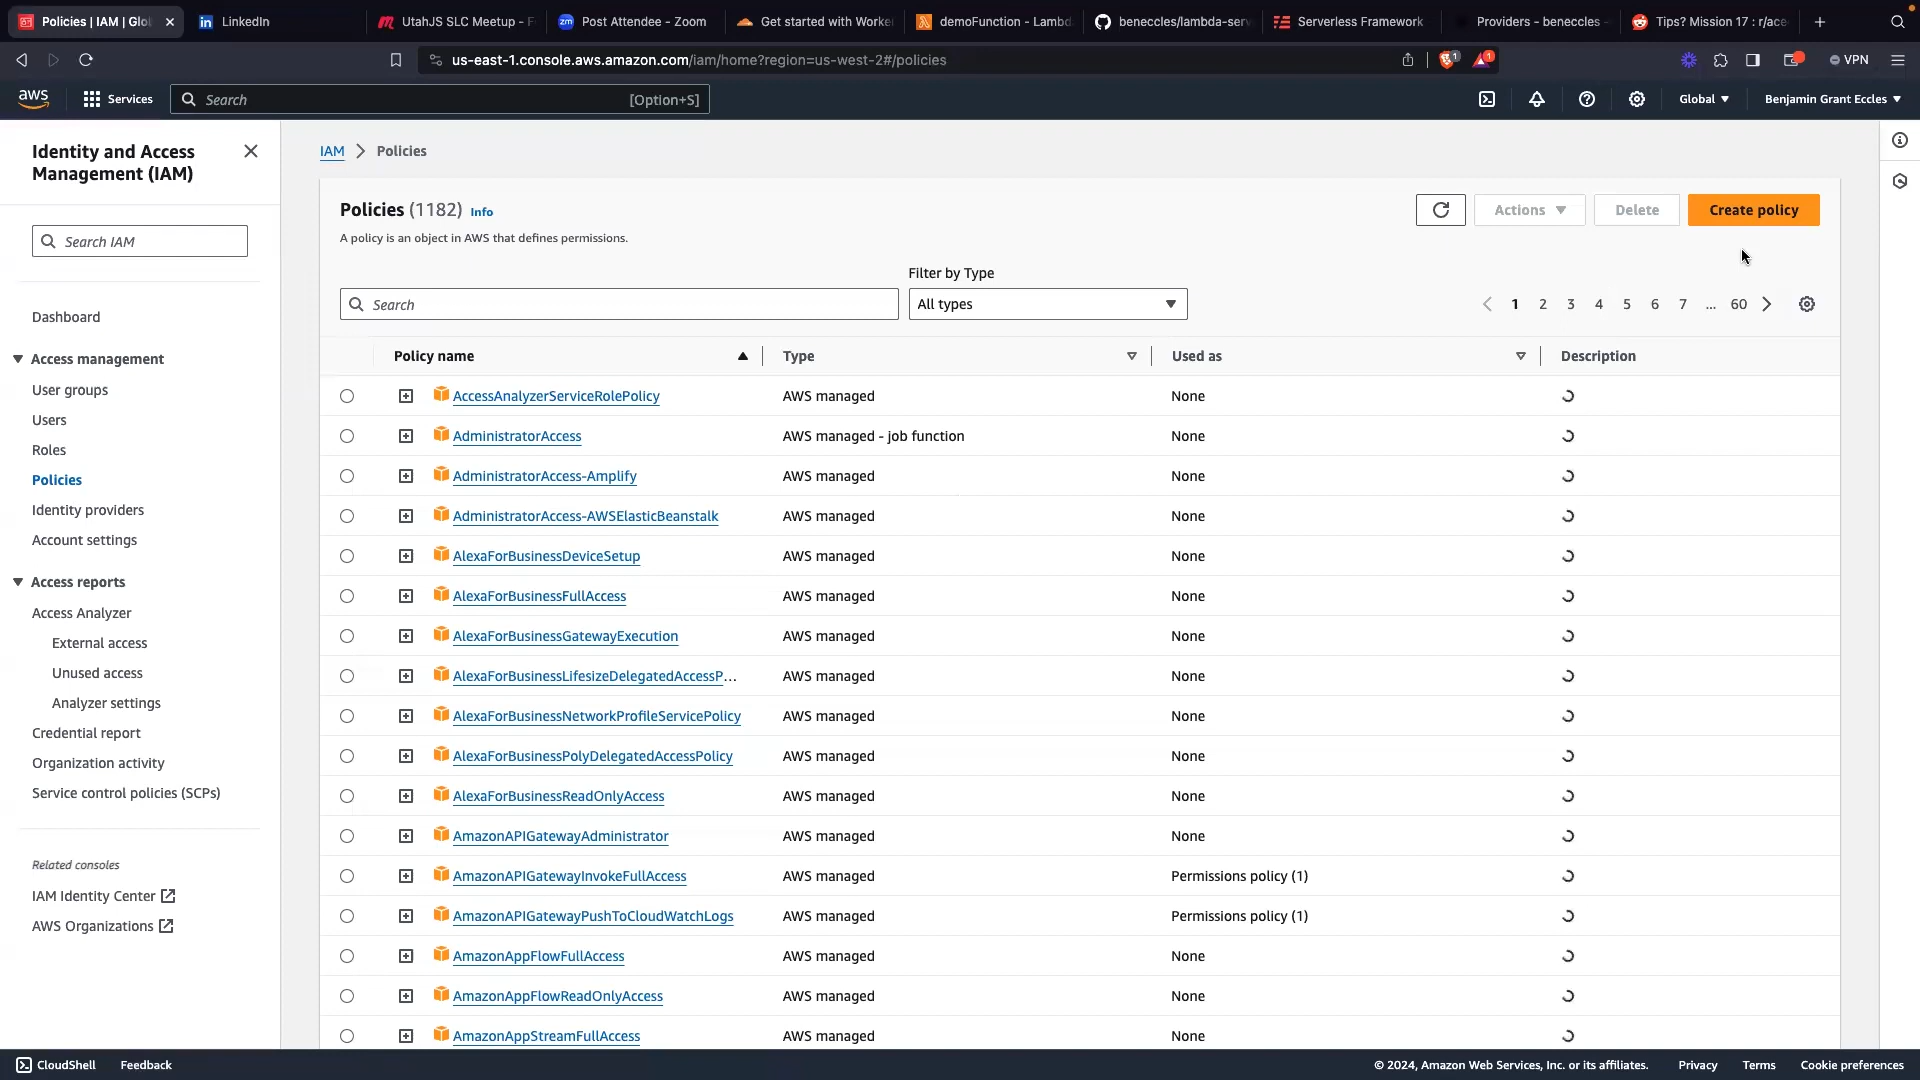 Policies | IAM | Glo
LinkedIn
UtahJS SLC Meetup - F
Post Attendee - Zoom
Get started with Worke
demoFunction - Lambd
beneccles/lambda-serv
Serverless Framework
Providers - beneccles -
Tips? Mission 17 : r/ace
us-east-1.console.aws.amazon.com/iam/home?region=us-west-2#/policies
1
1
VPN
aws
Services
Search
[Option+S]
Global
Benjamin Grant Eccles
Identity and Access
Management (IAM)
Search IAM
Dashboard
Access management
User groups
Users
Roles
Policies
Identity providers
Account settings
Access reports
Access Analyzer
External access
Unused access
Analyzer settings
Credential report
Organization activity
Service control policies (SCPs)
Related consoles
IAM Identity Center
AWS Organizations
IAM > Policies
Policies (1182) Info
A policy is an object in AWS that defines permissions.
Actions
Delete
Create policy
Filter by Type
Search
All types
1 2 3 4 5 6 7 ... 60
Policy name Type Used as Description
AccessAnalyzerServiceRolePolicy AWS managed None
AdministratorAccess AWS managed - job function None
AdministratorAccess-Amplify AWS managed None
AdministratorAccess-AWSElasticBeanstalk AWS managed None
AlexaForBusinessDeviceSetup AWS managed None
AlexaForBusinessFullAccess AWS managed None
AlexaForBusinessGatewayExecution AWS managed None
AlexaForBusinessLifesizeDelegatedAccessP... AWS managed None
AlexaForBusinessNetworkProfileServicePolicy AWS managed None
AlexaForBusinessPolyDelegatedAccessPolicy AWS managed None
AlexaForBusinessReadOnlyAccess AWS managed None
AmazonAPIGatewayAdministrator AWS managed None
AmazonAPIGatewayInvokeFullAccess AWS managed Permissions policy (1)
AmazonAPIGatewayPushToCloudWatchLogs AWS managed Permissions policy (1)
AmazonAppFlowFullAccess AWS managed None
AmazonAppFlowReadOnlyAccess AWS managed None
AmazonAppStreamFullAccess AWS managed None
CloudShell
Feedback
© 2024, Amazon Web Services, Inc. or its affiliates.
Privacy
Terms
Cookie preferences